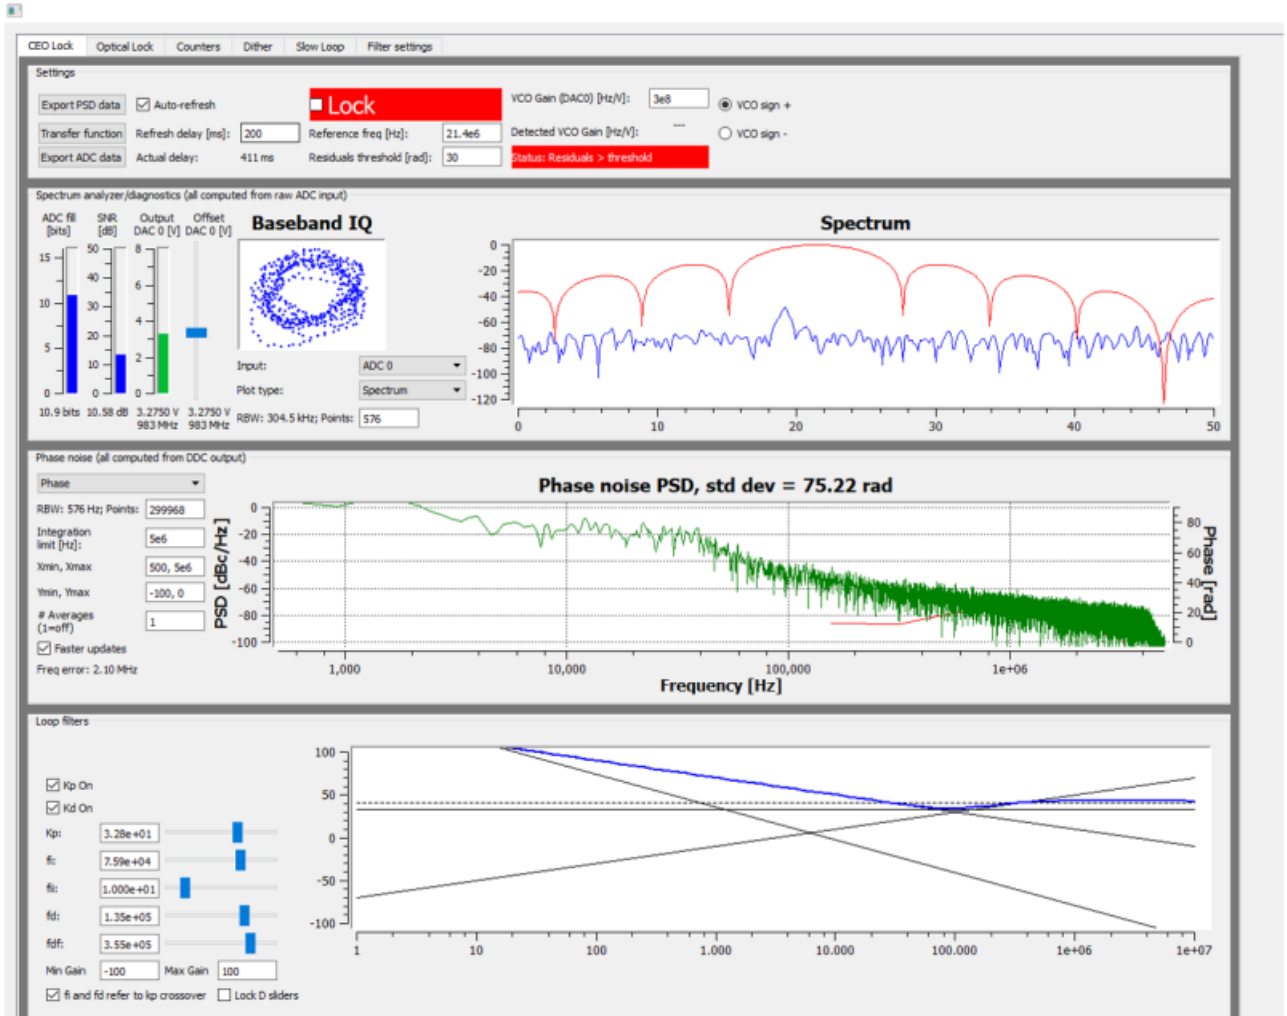 CEO Lock Optical Lock Counters Dither Slow Loop Filter settings
Settings
Export PSD data Auto-refresh Lock VCO Gain (DAC0) [Hz/V]: 3e8 VCO sign +
Transfer function Refresh delay [ms]: 200 Reference freq [Hz]: 21.4e6 Detected VCO Gain [Hz/V]: --- VCO sign -
Export ADC data Actual delay: 411 ms Residuals threshold [rad]: 30 Status: Residuals > threshold
Spectrum analyzer/diagnostics (all computed from raw ADC input)
ADC fill SNR Output Offset
[bits] [dB] DAC 0 [V] DAC 0 [V]
Baseband IQ
Spectrum
15
10
5
0
50
40
30
20
10
0
8
6
4
2
0
10.9 bits 10.58 dB 3.2750 V 3.2750 V
983 MHz 983 MHz
Input: ADC 0
Plot type: Spectrum
RBW: 304.5 kHz; Points: 576
0
-20
-40
-60
-80
-100
-120
0 10 20 30 40 50
Phase noise (all computed from DDC output)
Phase
RBW: 576 Hz; Points: 299968
Integration
limit [Hz]: 5e6
Xmin, Xmax 500, 5e6
Ymin, Ymax -100, 0
# Averages
(1=off) 1
Faster updates
Freq error: 2.10 MHz
Phase noise PSD, std dev = 75.22 rad
PSD [dBc/Hz]
0
-20
-40
-60
-80
-100
80
60
40
20
0
Phase [rad]
1,000 10,000 100,000 1e+06
Frequency [Hz]
Loop filters
Kp On
Kd On
Kp: 3.28e+01
fi: 7.59e+04
fii: 1.000e+01
fd: 1.35e+05
fdf: 3.55e+05
Min Gain -100 Max Gain 100
fi and fd refer to kp crossover Lock D sliders
100
50
0
-50
-100
1 10 100 1.000 10.000 100.000 1e+06 1e+07